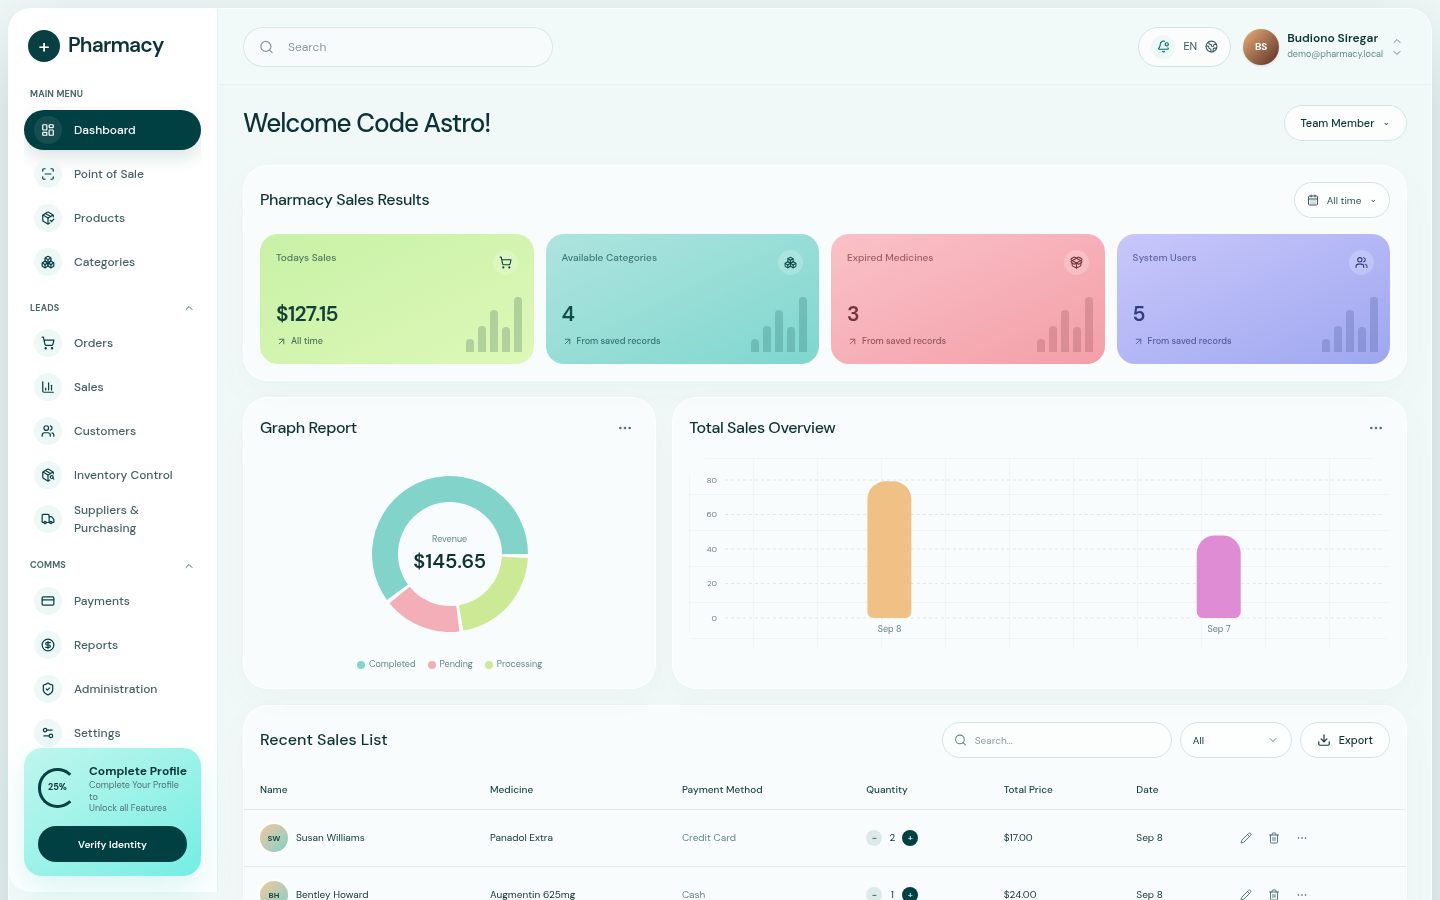 + Pharmacy
MAIN MENU
Dashboard
Point of Sale
Products
Categories
LEADS
Orders
Sales
Customers
Inventory Control
Suppliers &
Purchasing
COMMS
Payments
Reports
Administration
Settings
25%
Complete Profile
Complete Your Profile
to
Unlock all Features
Verify Identity
Search
EN
BS
Budiono Siregar
demo@pharmacy.local
Welcome Code Astro!
Team Member
Pharmacy Sales Results
All time
Todays Sales
$127.15
All time
Available Categories
4
From saved records
Expired Medicines
3
From saved records
System Users
5
From saved records
Graph Report
Revenue
$145.65
Completed Pending Processing
Total Sales Overview
80
60
40
20
0
Sep 8 Sep 7
Recent Sales List
Search...
All
Export
Name Medicine Payment Method Quantity Total Price Date
SW Susan Williams Panadol Extra Credit Card - 2 + $17.00 Sep 8
BH Bentley Howard Augmentin 625mg Cash - 1 + $24.00 Sep 8